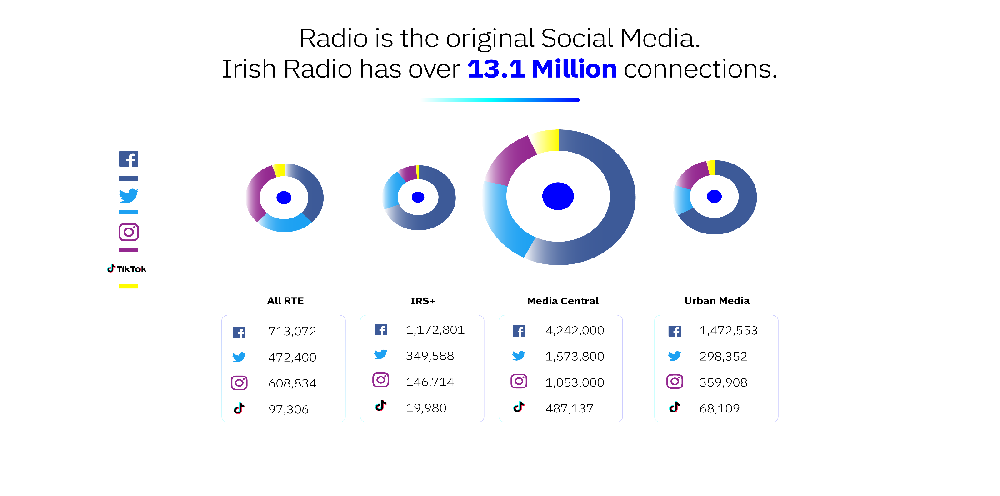 Radio is the original Social Media.
Irish Radio has over 13.1 Million connections.
TikTok
All RTE
713,072
472,400
608,834
97,306
IRS+
1,172,801
349,588
146,714
19,980
Media Central
4,242,000
1,573,800
1,053,000
487,137
Urban Media
1,472,553
298,352
359,908
68,109